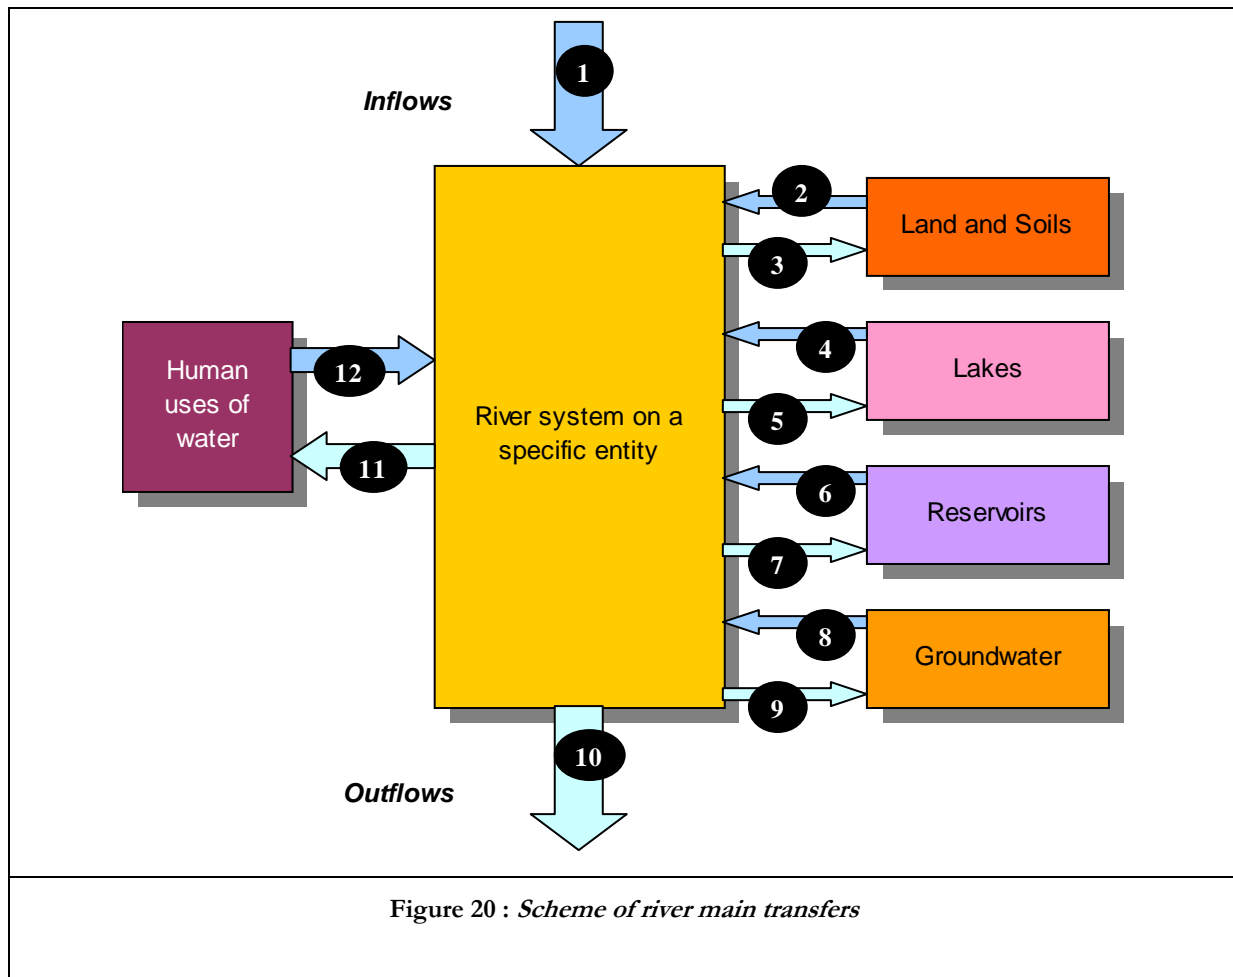 1
Inflows
2
Land and Soils
3
4
Lakes
5
Human
uses of
water
12
11
River system on a
specific entity
6
Reservoirs
7
8
Groundwater
9
10
Outflows
Figure 20 : Scheme of river main transfers